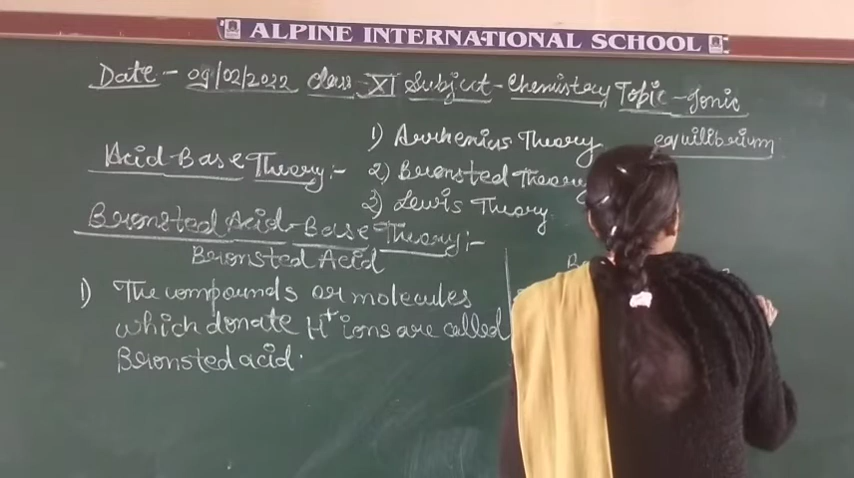 ALPINE INTERNATIONAL SCHOOL
Date - 09/02/2022 class - XI Subject - Chemistry Topic - Ionic
equilibrium
Acid-Base Theory:- 1) Arrhenius Theory
2) Bronsted Theory
3) Lewis Theory
Bronsted Acid-Base Theory:-
Bronsted Acid
1) The compounds or molecules
which donate H⁺ ions are called
Bronsted acid.